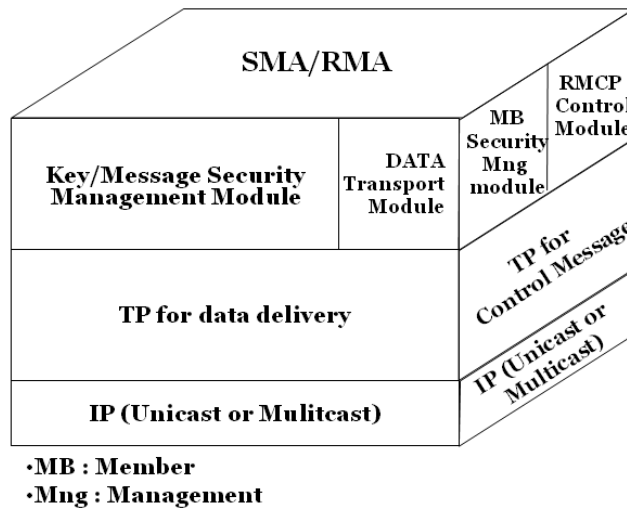 SMA/RMA
Key/Message Security
Management Module
DATA
Transport
Module
MB
Security
Mng
module
RMCP
Control
Module
TP for data delivery
TP for
Control Message
IP (Unicast or Mulitcast)
IP (Unicast or
Multicast)
•MB : Member
•Mng : Management